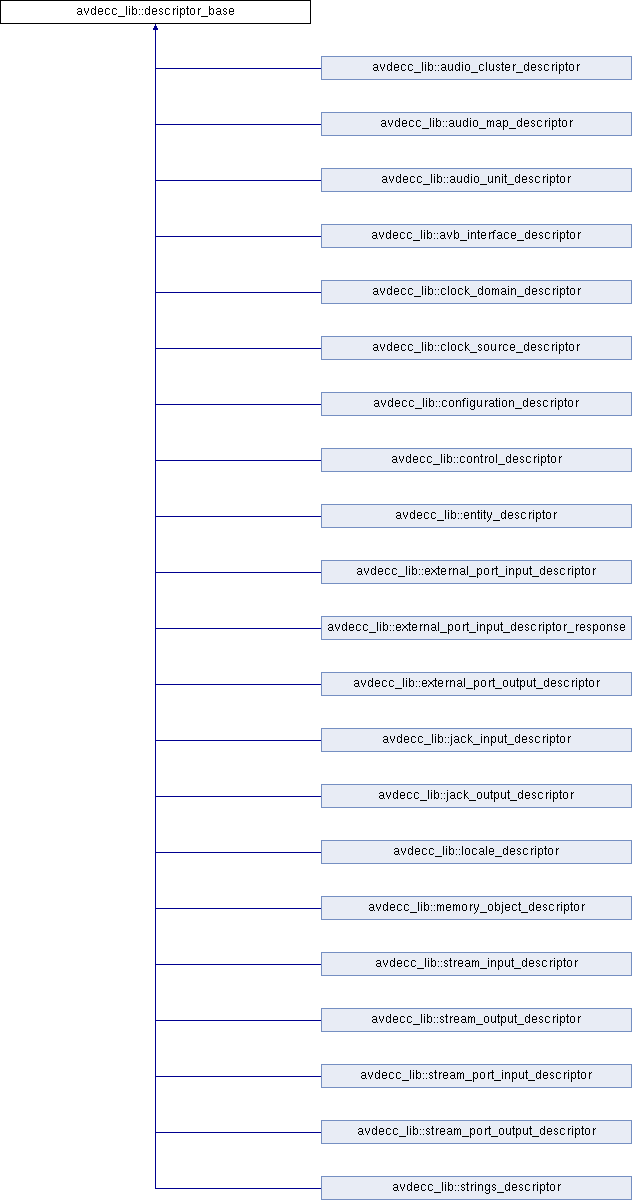 avdecc_lib::descriptor_base
avdecc_lib::audio_cluster_descriptor
avdecc_lib::audio_map_descriptor
avdecc_lib::audio_unit_descriptor
avdecc_lib::avb_interface_descriptor
avdecc_lib::clock_domain_descriptor
avdecc_lib::clock_source_descriptor
avdecc_lib::configuration_descriptor
avdecc_lib::control_descriptor
avdecc_lib::entity_descriptor
avdecc_lib::external_port_input_descriptor
avdecc_lib::external_port_input_descriptor_response
avdecc_lib::external_port_output_descriptor
avdecc_lib::jack_input_descriptor
avdecc_lib::jack_output_descriptor
avdecc_lib::locale_descriptor
avdecc_lib::memory_object_descriptor
avdecc_lib::stream_input_descriptor
avdecc_lib::stream_output_descriptor
avdecc_lib::stream_port_input_descriptor
avdecc_lib::stream_port_output_descriptor
avdecc_lib::strings_descriptor